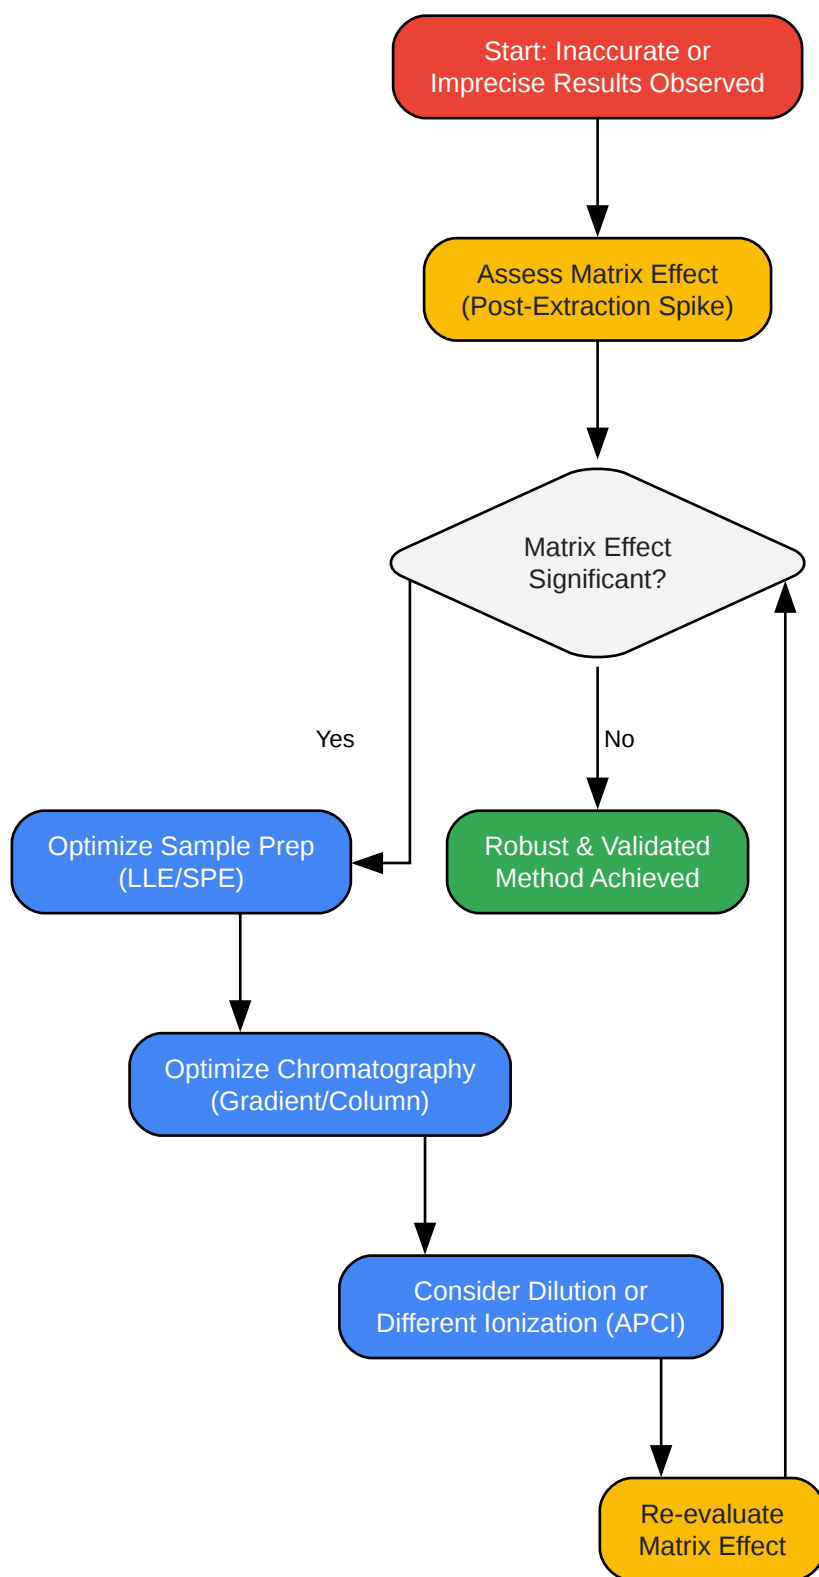 Start: Inaccurate or
Imprecise Results Observed
Assess Matrix Effect
(Post-Extraction Spike)
Matrix Effect
Significant?
Yes
No
Optimize Sample Prep
(LLE/SPE)
Robust & Validated
Method Achieved
Optimize Chromatography
(Gradient/Column)
Consider Dilution or
Different Ionization (APCI)
Re-evaluate
Matrix Effect